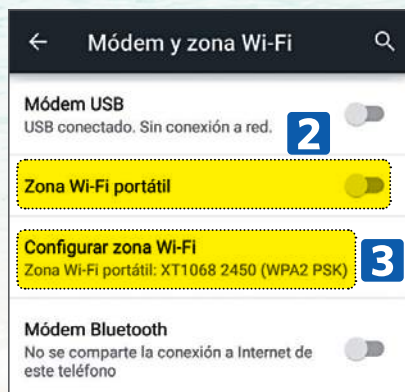 Módem y zona Wi-Fi
Módem USB
USB conectado. Sin conexión a red.
2
Zona Wi-Fi portátil
Configurar zona Wi-Fi
Zona Wi-Fi portátil: XT1068 2450 (WPA2 PSK)
3
Módem Bluetooth
No se comparte la conexión a Internet de
este teléfono